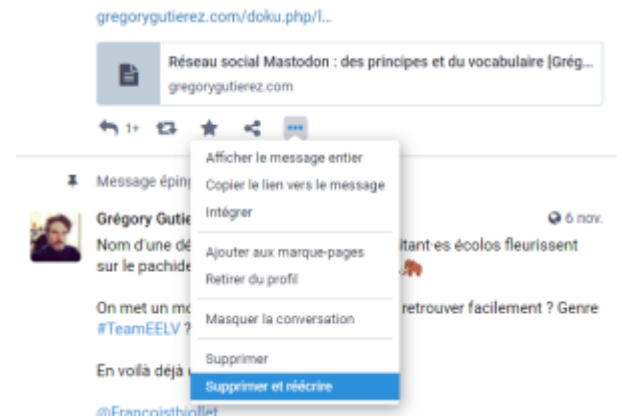 gregorygutierez.com/doku.php/l...
Réseau social Mastodon : des principes et du vocabulaire [Grég...
gregorygutierez.com
1+
Afficher le message entier
Copier le lien vers le message
Intégrer
Ajouter aux marque-pages
Retirer du profil
Masquer la conversation
Supprimer
Supprimer et réécrire
Message éping
Grégory Gutie 6 nov.
Nom d'une dé itant·es écolos fleurissent
sur le pachide
On met un mo retrouver facilement ? Genre
#TeamEELV ?
En voilà déjà
@Francoisthiollet